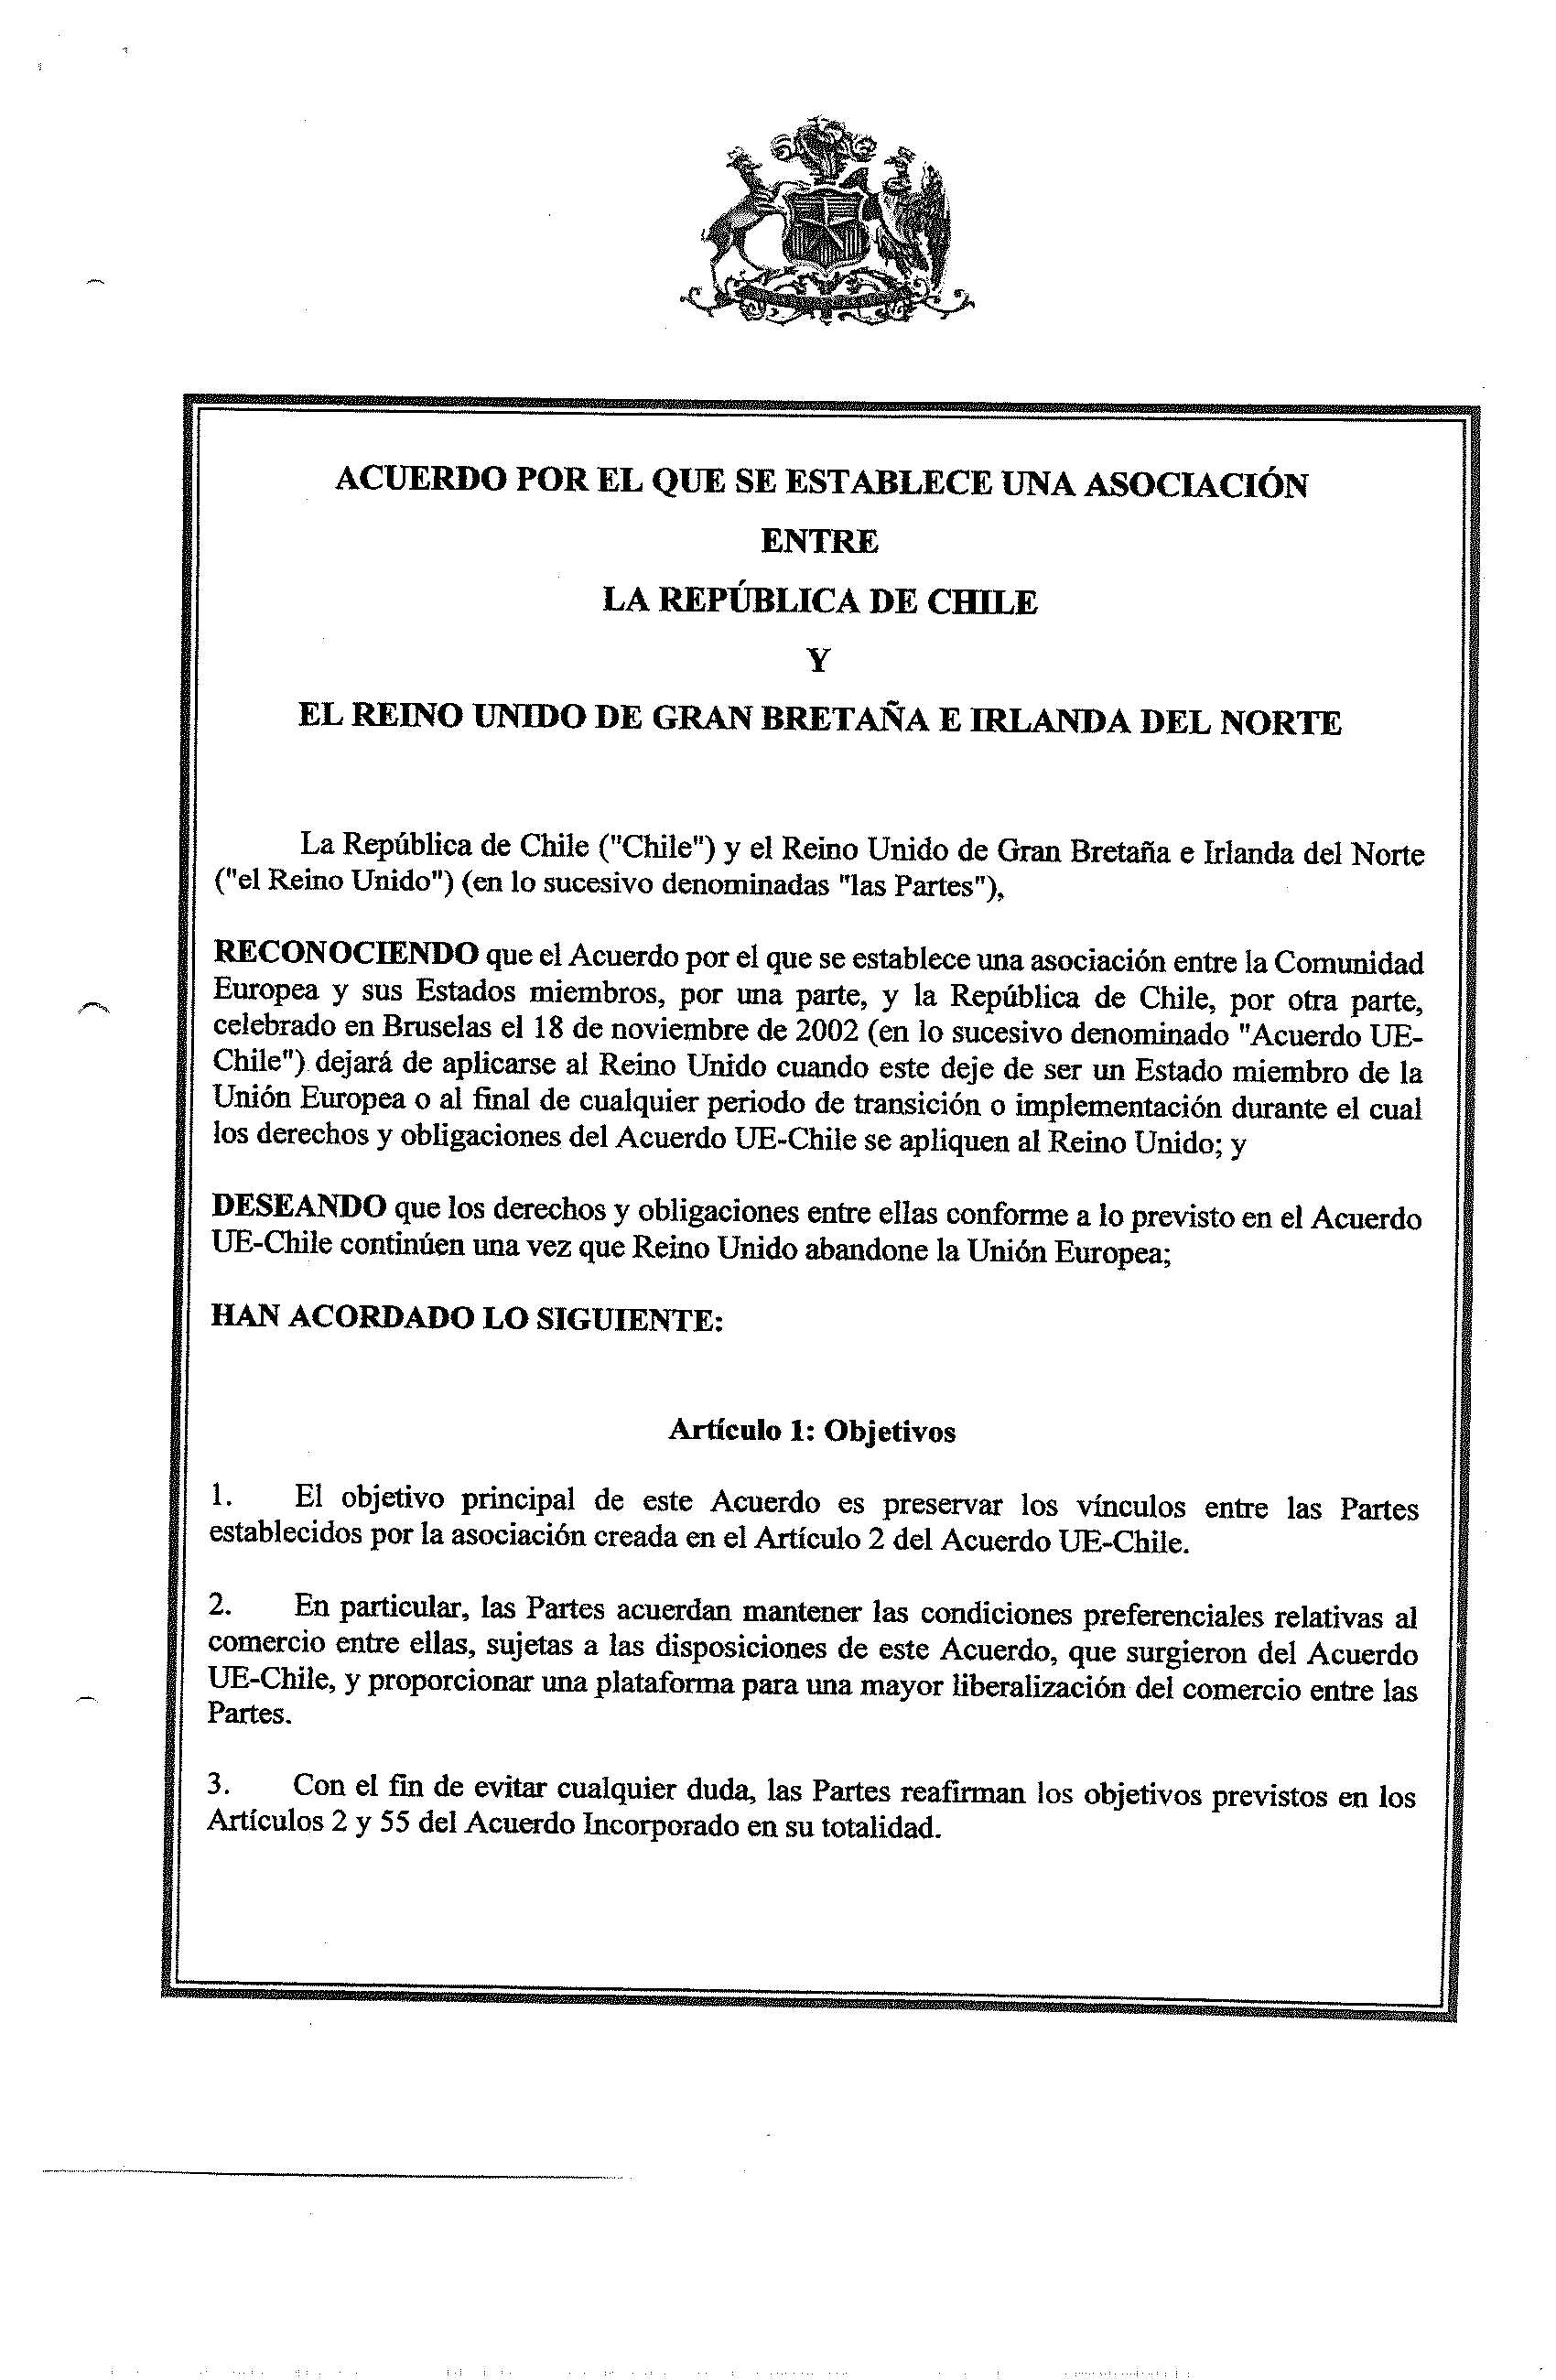 ACUERDO POR EL QUE SE ESTABLECE UNA ASOCIACIÓN
ENTRE
LA REPÚBLICA DE CHILE
Y
EL REINO UNIDO DE GRAN BRETAÑA E IRLANDA DEL NORTE
La República de Chile ("Chile") y el Reino Unido de Gran Bretaña e Irlanda del Norte
("el Reino Unido") (en lo sucesivo denominadas "las Partes"),
RECONOCIENDO que el Acuerdo por el que se establece una asociación entre la Comunidad
Europea y sus Estados miembros, por una parte, y la República de Chile, por otra parte,
celebrado en Bruselas el 18 de noviembre de 2002 (en lo sucesivo denominado "Acuerdo UE-
Chile") dejará de aplicarse al Reino Unido cuando este deje de ser un Estado miembro de la
Unión Europea o al final de cualquier periodo de transición o implementación durante el cual
los derechos y obligaciones del Acuerdo UE-Chile se apliquen al Reino Unido; y
DESEANDO que los derechos y obligaciones entre ellas conforme a lo previsto en el Acuerdo
UE-Chile continúen una vez que Reino Unido abandone la Unión Europea;
HAN ACORDADO LO SIGUIENTE:
Artículo 1: Objetivos
1. El objetivo principal de este Acuerdo es preservar los vínculos entre las Partes
establecidos por la asociación creada en el Artículo 2 del Acuerdo UE-Chile.
2. En particular, las Partes acuerdan mantener las condiciones preferenciales relativas al
comercio entre ellas, sujetas a las disposiciones de este Acuerdo, que surgieron del Acuerdo
UE-Chile, y proporcionar una plataforma para una mayor liberalización del comercio entre las
Partes.
3. Con el fin de evitar cualquier duda, las Partes reafirman los objetivos previstos en los
Artículos 2 y 55 del Acuerdo Incorporado en su totalidad.